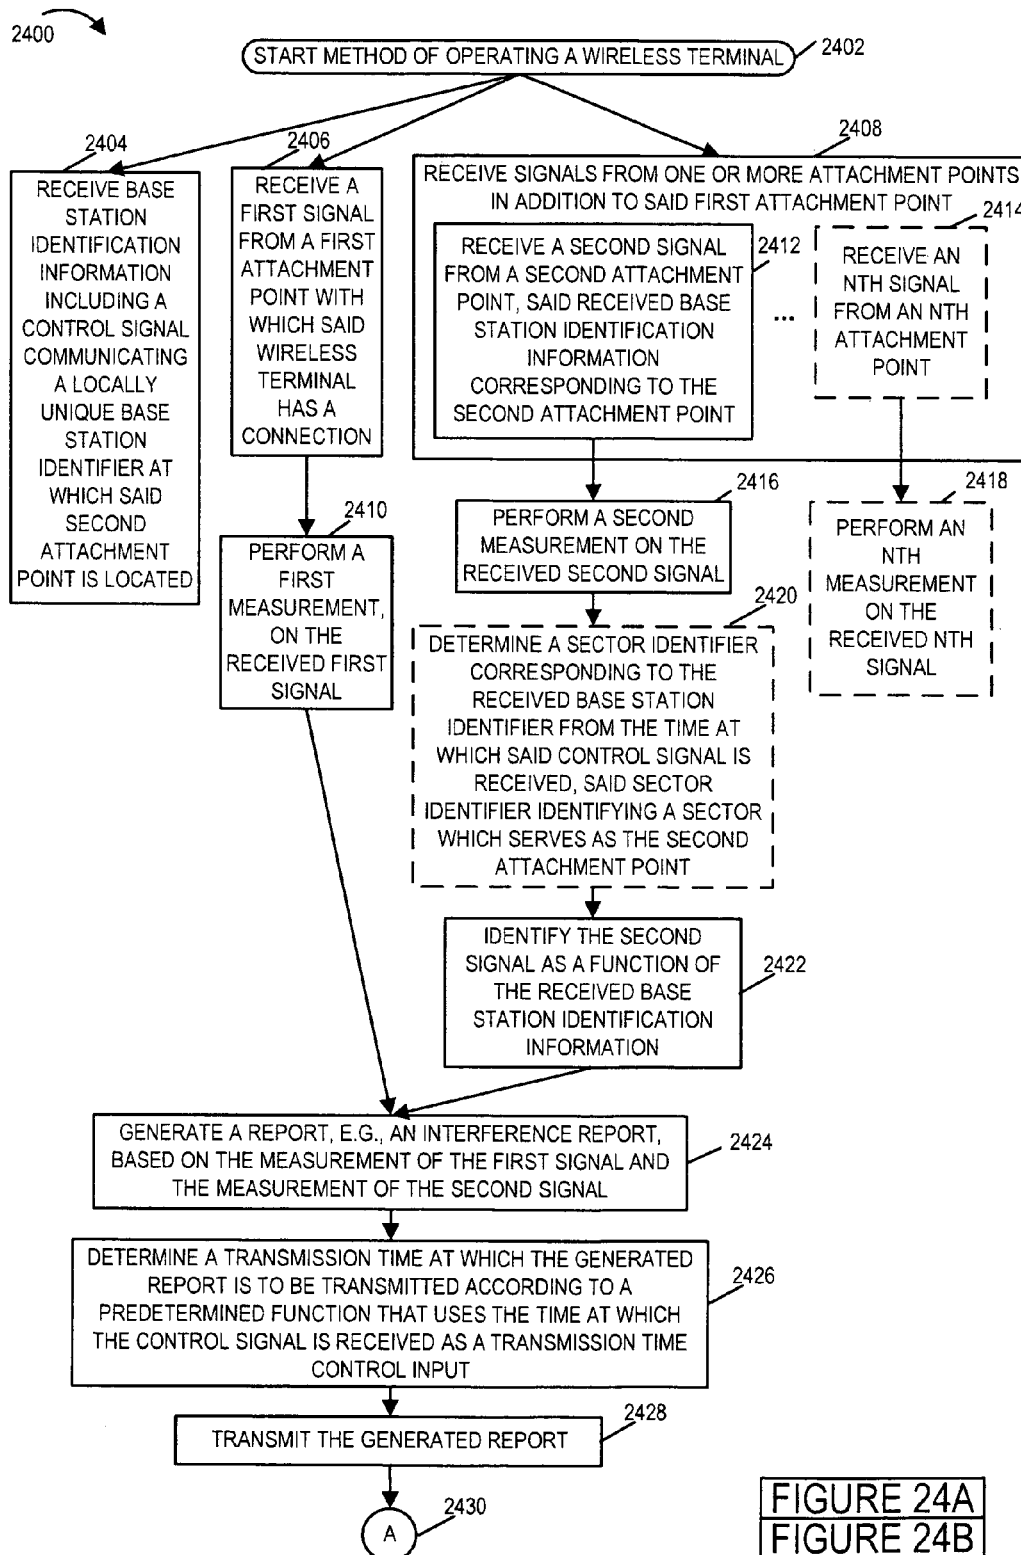 2400
START METHOD OF OPERATING A WIRELESS TERMINAL
2402
2404
RECEIVE BASE
STATION
IDENTIFICATION
INFORMATION
INCLUDING A
CONTROL SIGNAL
COMMUNICATING
A LOCALLY
UNIQUE BASE
STATION
IDENTIFIER AT
WHICH SAID
SECOND
ATTACHMENT
POINT IS LOCATED
2406
RECEIVE A
FIRST SIGNAL
FROM A FIRST
ATTACHMENT
POINT WITH
WHICH SAID
WIRELESS
TERMINAL
HAS A
CONNECTION
2408
RECEIVE SIGNALS FROM ONE OR MORE ATTACHMENT POINTS
IN ADDITION TO SAID FIRST ATTACHMENT POINT
2412
RECEIVE A SECOND SIGNAL
FROM A SECOND ATTACHMENT
POINT, SAID RECEIVED BASE
STATION IDENTIFICATION
INFORMATION
CORRESPONDING TO THE
SECOND ATTACHMENT POINT
...
2414
RECEIVE AN
NTH SIGNAL
FROM AN NTH
ATTACHMENT
POINT
2410
PERFORM A
FIRST
MEASUREMENT,
ON THE
RECEIVED FIRST
SIGNAL
2416
PERFORM A SECOND
MEASUREMENT ON THE
RECEIVED SECOND SIGNAL
2418
PERFORM AN
NTH
MEASUREMENT
ON THE
RECEIVED NTH
SIGNAL
2420
DETERMINE A SECTOR IDENTIFIER
CORRESPONDING TO THE
RECEIVED BASE STATION
IDENTIFIER FROM THE TIME AT
WHICH SAID CONTROL SIGNAL IS
RECEIVED, SAID SECTOR
IDENTIFIER IDENTIFYING A SECTOR
WHICH SERVES AS THE SECOND
ATTACHMENT POINT
IDENTIFY THE SECOND
SIGNAL AS A FUNCTION OF
THE RECEIVED BASE
STATION IDENTIFICATION
INFORMATION
2422
GENERATE A REPORT, E.G., AN INTERFERENCE REPORT,
BASED ON THE MEASUREMENT OF THE FIRST SIGNAL AND
THE MEASUREMENT OF THE SECOND SIGNAL
2424
DETERMINE A TRANSMISSION TIME AT WHICH THE GENERATED
REPORT IS TO BE TRANSMITTED ACCORDING TO A
PREDETERMINED FUNCTION THAT USES THE TIME AT WHICH
THE CONTROL SIGNAL IS RECEIVED AS A TRANSMISSION TIME
CONTROL INPUT
2426
TRANSMIT THE GENERATED REPORT
2428
A
2430
FIGURE 24A
FIGURE 24B